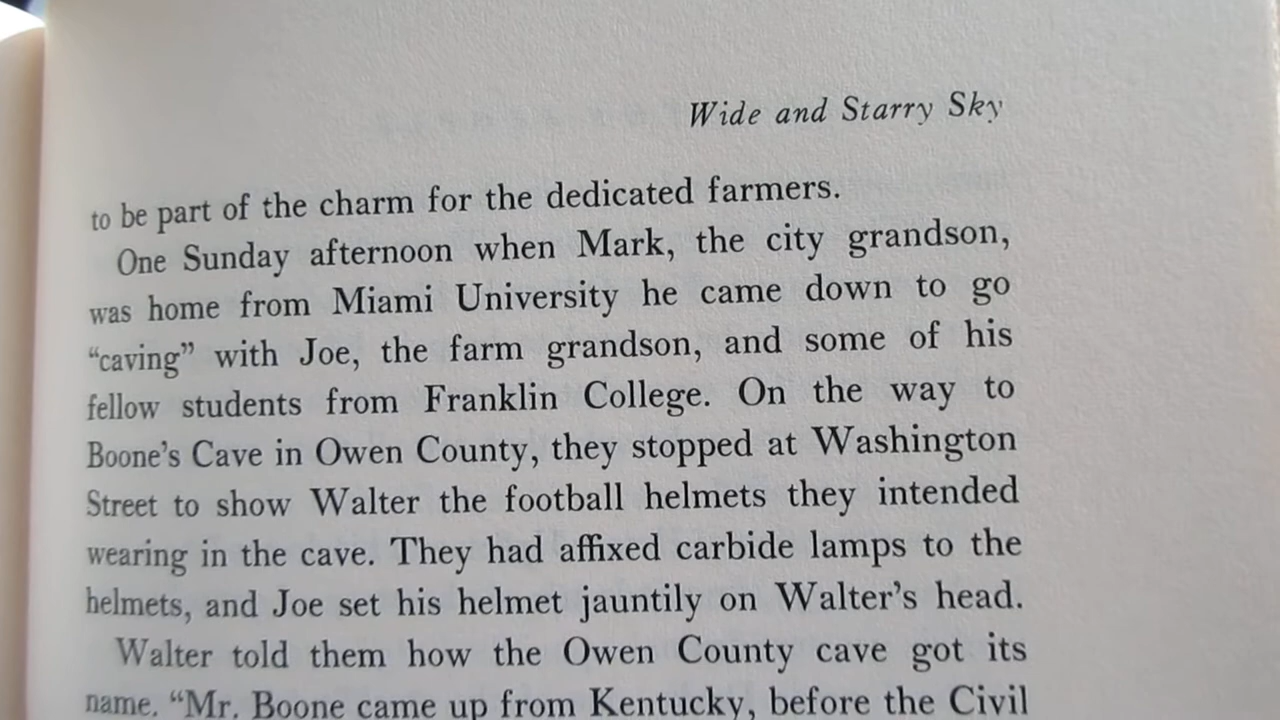 Wide and Starry Sky
to be part of the charm for the dedicated farmers.
One Sunday afternoon when Mark, the city grandson,
was home from Miami University he came down to go
“caving” with Joe, the farm grandson, and some of his
fellow students from Franklin College. On the way to
Boone’s Cave in Owen County, they stopped at Washington
Street to show Walter the football helmets they intended
wearing in the cave. They had affixed carbide lamps to the
helmets, and Joe set his helmet jauntily on Walter’s head.
Walter told them how the Owen County cave got its
name. “Mr. Boone came up from Kentucky, before the Civil